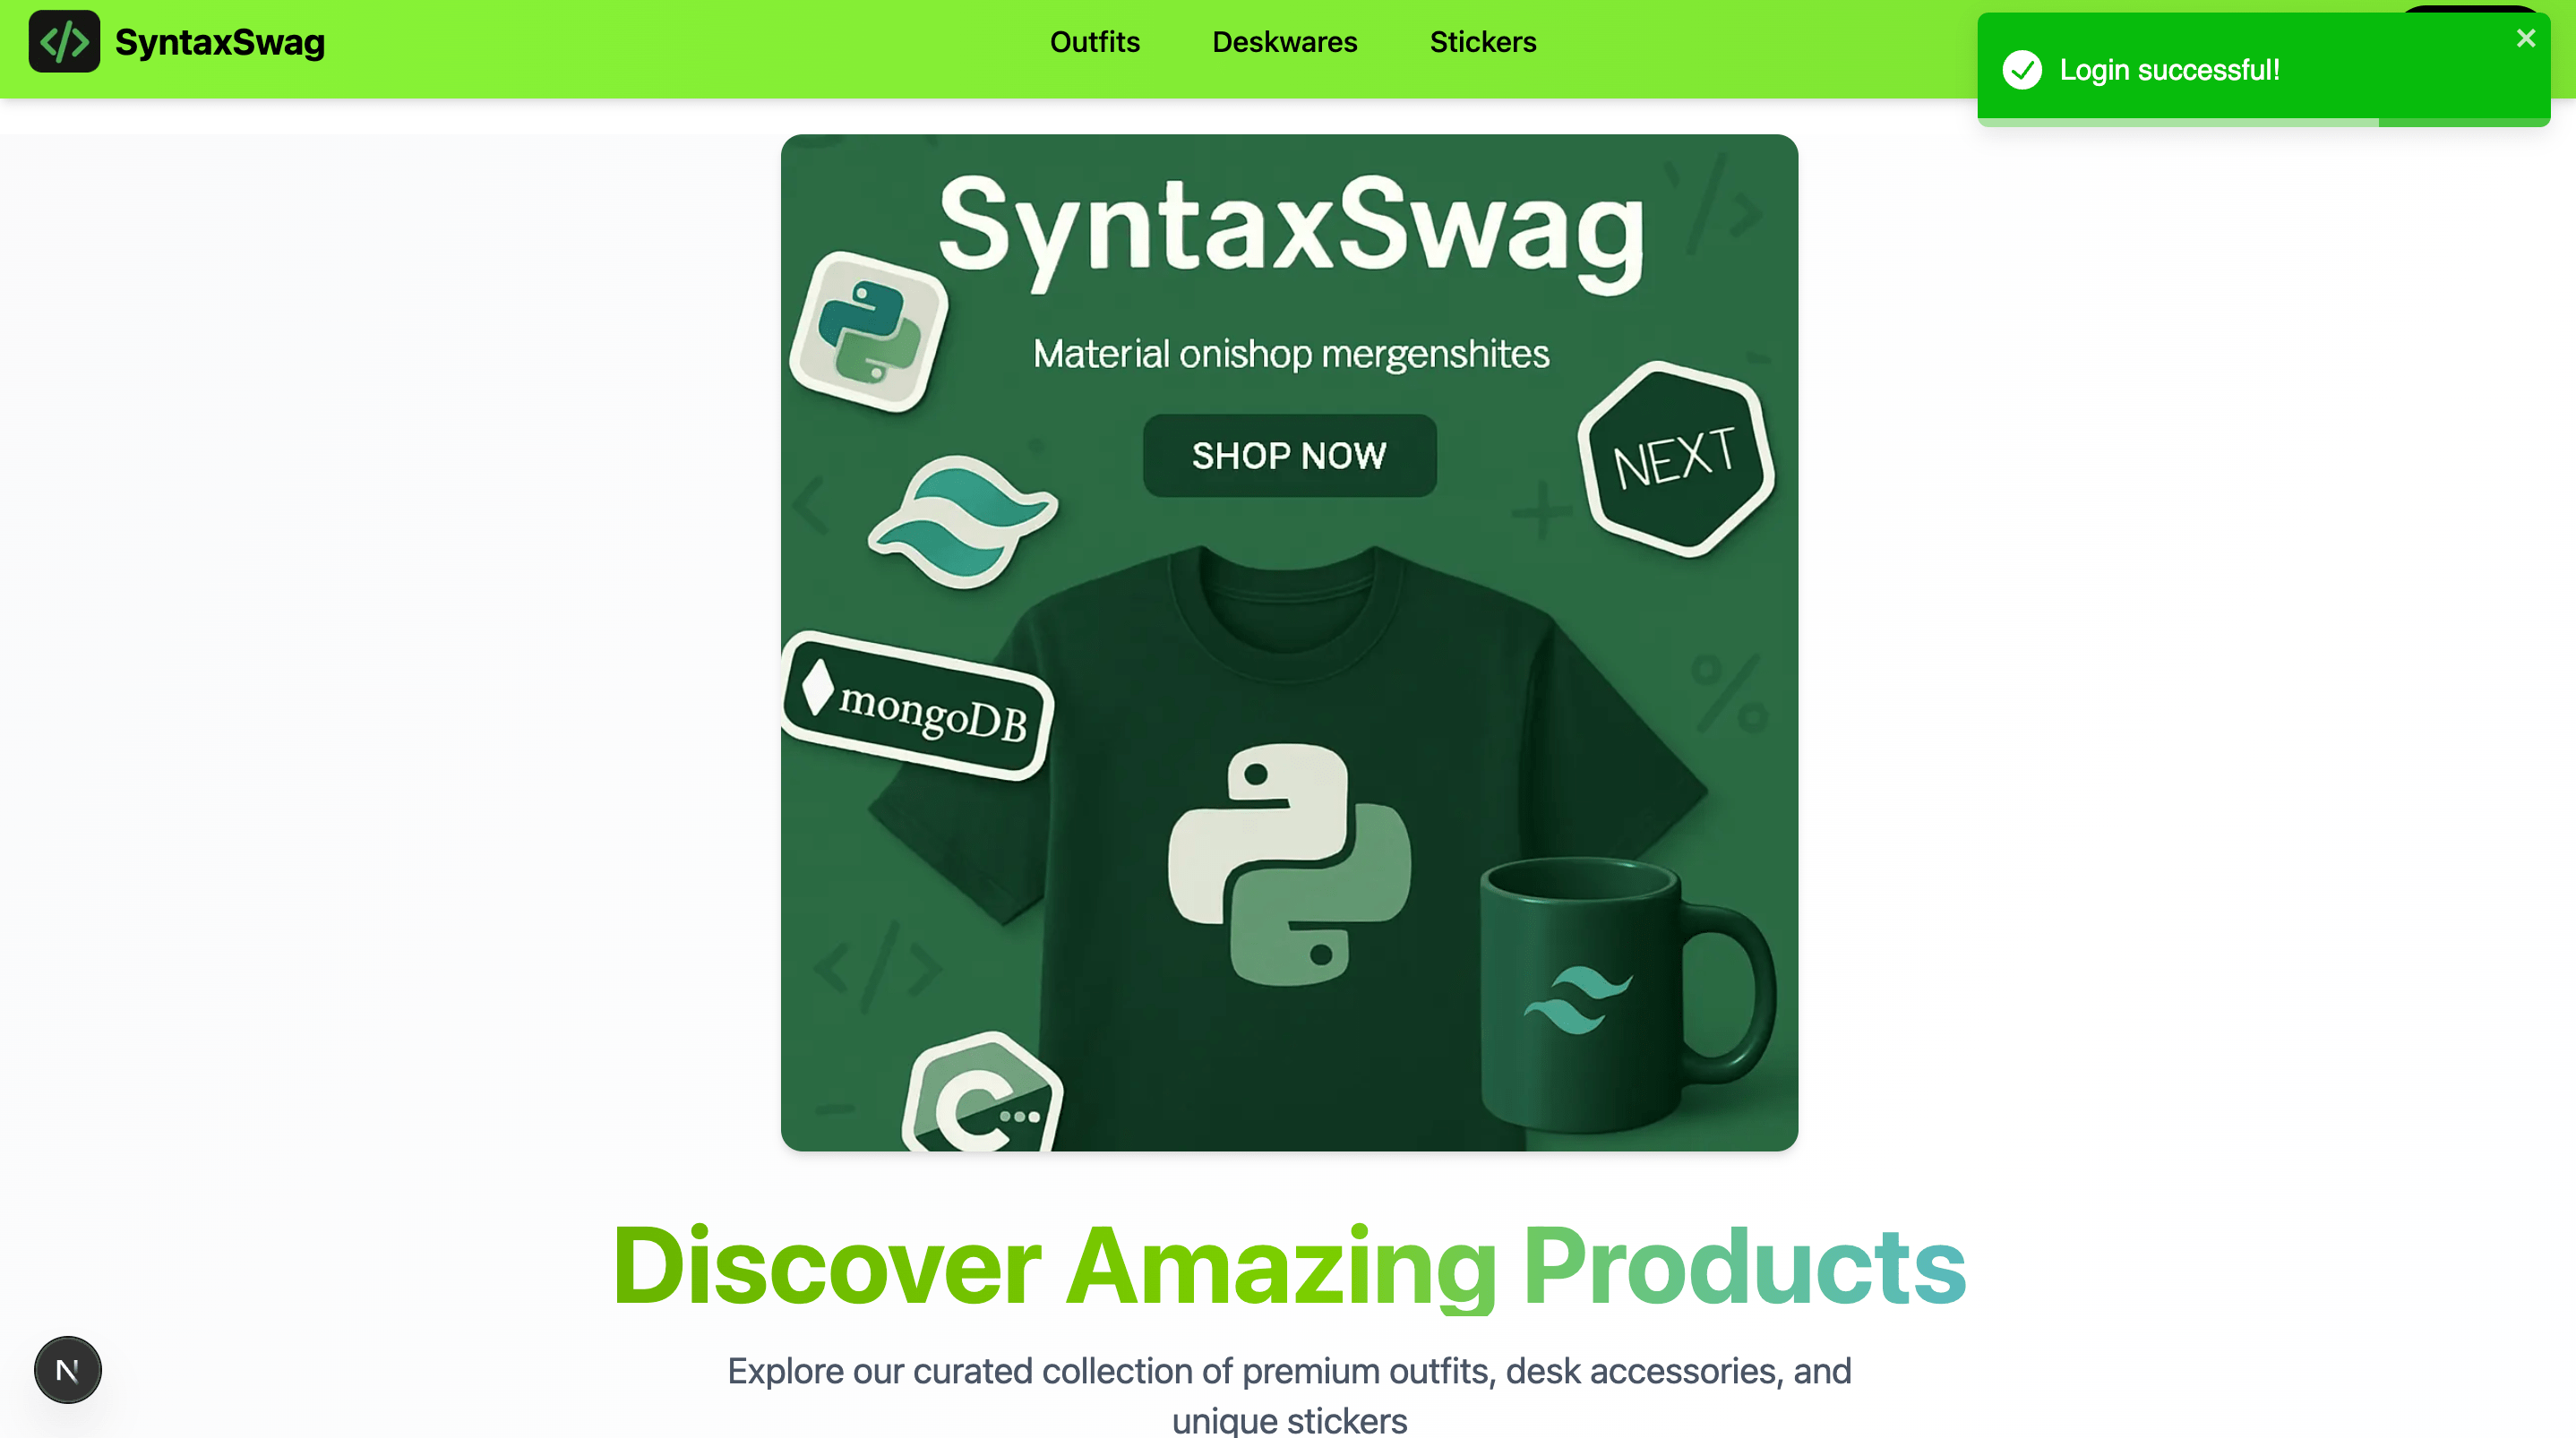 </> SyntaxSwag
Outfits Deskwares Stickers
Login successful!
SyntaxSwag
Material onishop mergenshites
SHOP NOW
NEXT
mongoDB
</>
C
Discover Amazing Products
Explore our curated collection of premium outfits, desk accessories, and
unique stickers
N